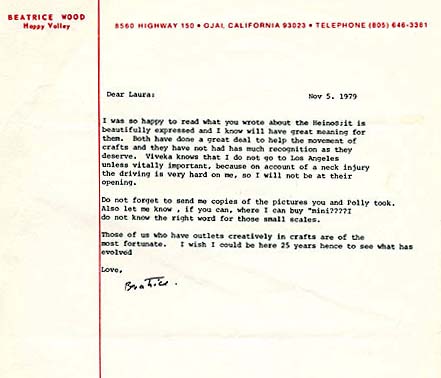 BEATRICE WOOD
Happy Valley
8560 HIGHWAY 150 • OJAI, CALIFORNIA 93023 • TELEPHONE (805) 646-3381
Dear Laura:
Nov 5. 1979
I was so happy to read what you wrote about the Heinos:it is
beautifully expressed and I know will have great meaning for
them. Both have done a great deal to help the movement of
crafts and they have not had has much recognition as they
deserve. Viveka knows that I do not go to Los Angeles
unless vitally important, because on account of a neck injury
the driving is very hard on me, so I will not be at their
opening.
Do not forget to send me copies of the pictures you and Polly took.
Also let me know , if you can, where I can buy "mini????I
do not know the right word for those small scales.
Those of us who have outlets creatively in crafts are of the
most fortunate. I wish I could be here 25 years hence to see what has
evolved
Love,
Beatrice.